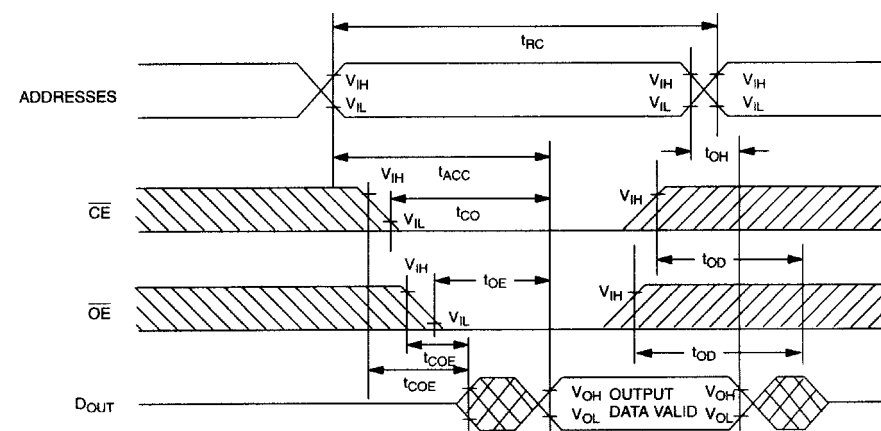 tRC
ADDRESSES
VIH
VIL
VIH
VIL
VIH
VIL
tOH
tACC
VIH
VIH
CE
VIL
tCO
tOD
VIH
tOE
VIH
OE
VIL
tCOE
tOD
tCOE
DOUT
VOH OUTPUT VOH
VOL DATA VALID VOL